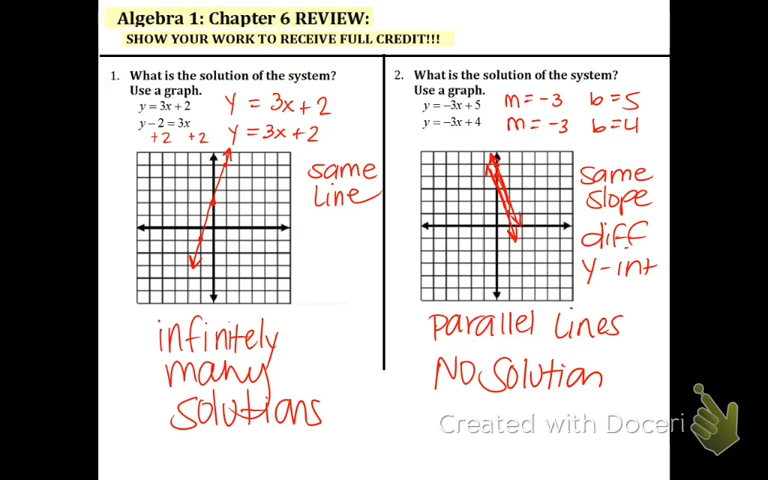 Algebra 1: Chapter 6 REVIEW:
SHOW YOUR WORK TO RECEIVE FULL CREDIT!!!
1. What is the solution of the system?
Use a graph.
y = 3x + 2
y – 2 = 3x
+2 +2
y = 3x + 2
y = 3x + 2
same
line
infinitely
many
solutions
2. What is the solution of the system?
Use a graph.
y = –3x + 5 m = -3 b = 5
y = –3x + 4 m = -3 b = 4
same
slope
diff
y-int
parallel lines
No Solution
Created with Doceri